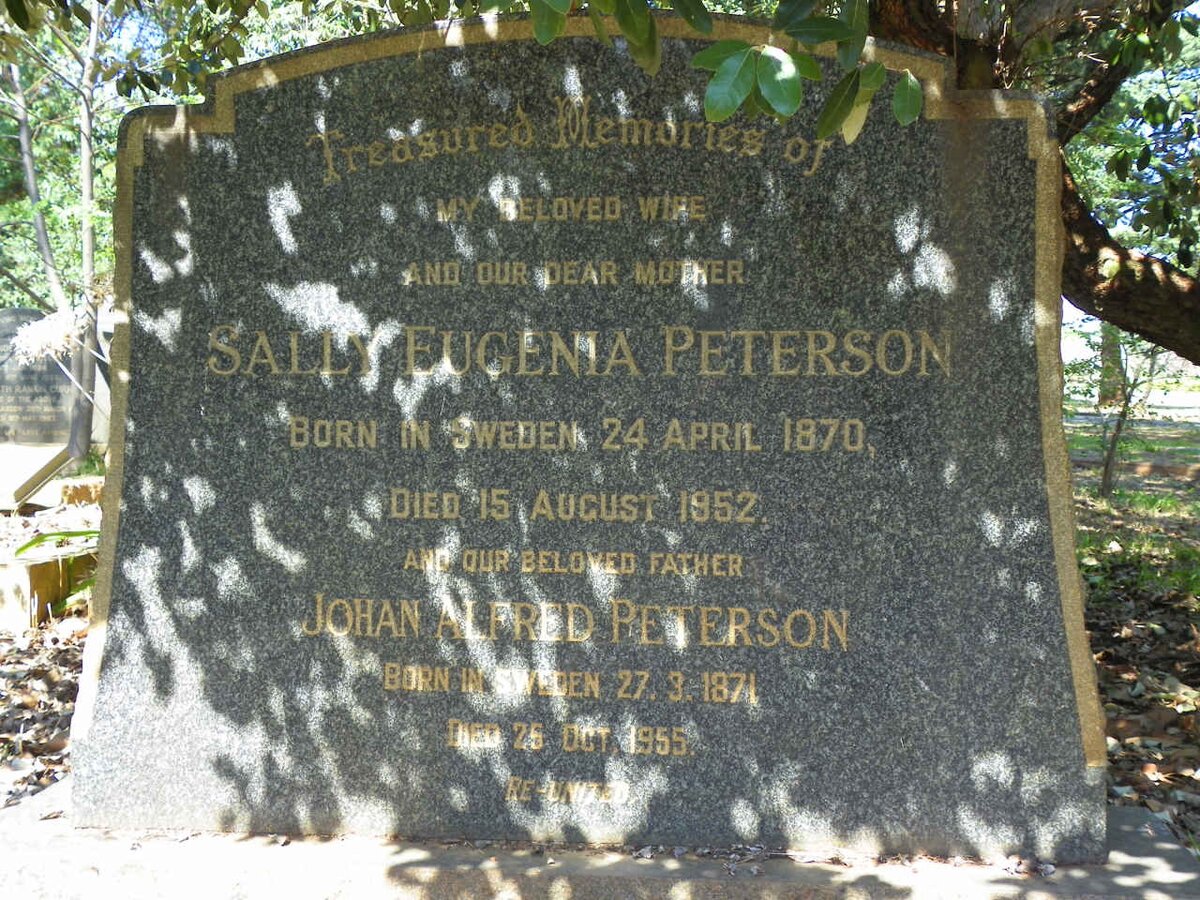 Treasured Memories of
MY BELOVED WIFE
AND OUR DEAR MOTHER
SALLY EUGENIA PETERSON
BORN IN SWEDEN 24 APRIL 1870,
DIED 15 AUGUST 1952.
AND OUR BELOVED FATHER
JOHAN ALFRED PETERSON
BORN IN SWEDEN 27.3.1871,
DIED 25 OCT. 1955.
RE-UNITED